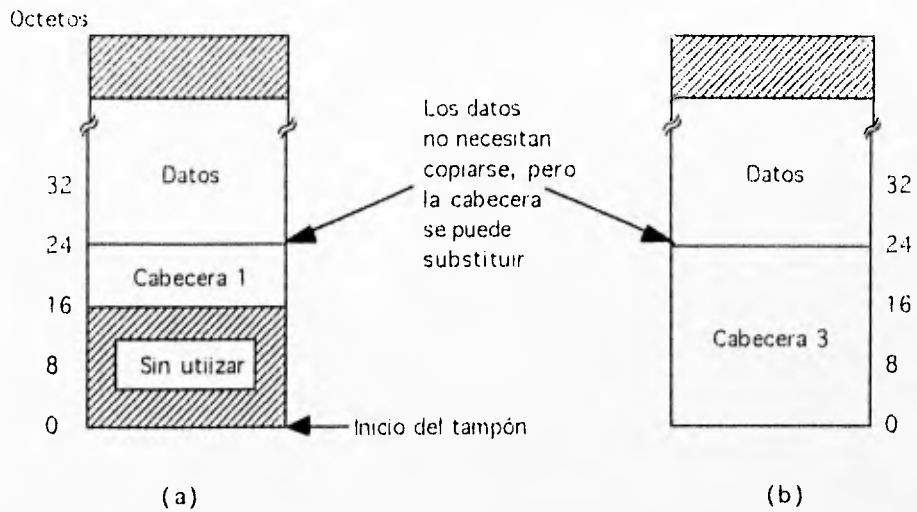 Octetos
Los datos
no necesitan
copiarse, pero
la cabecera
se puede
substituir
Datos
Datos
32
32
24
24
Cabecera 1
16
16
Cabecera 3
Sin utiizar
8
8
0
0
Inicio del tampón
(a)
(b)